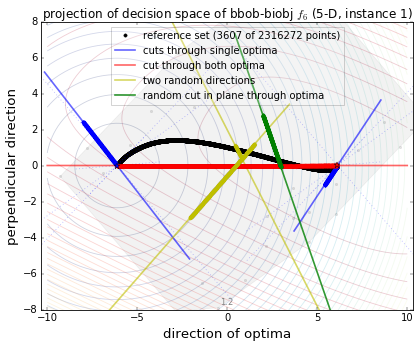 projection of decision space of bbob-biobj f₆ (5-D, instance 1)
reference set (3607 of 2316272 points)
cuts through single optima
cuts through both optima
two random directions
random cut in plane through optima
perpendicular direction
8
6
4
2
0
−2
−4
−6
−8
1.2
−10
−5
0
5
10
direction of optima